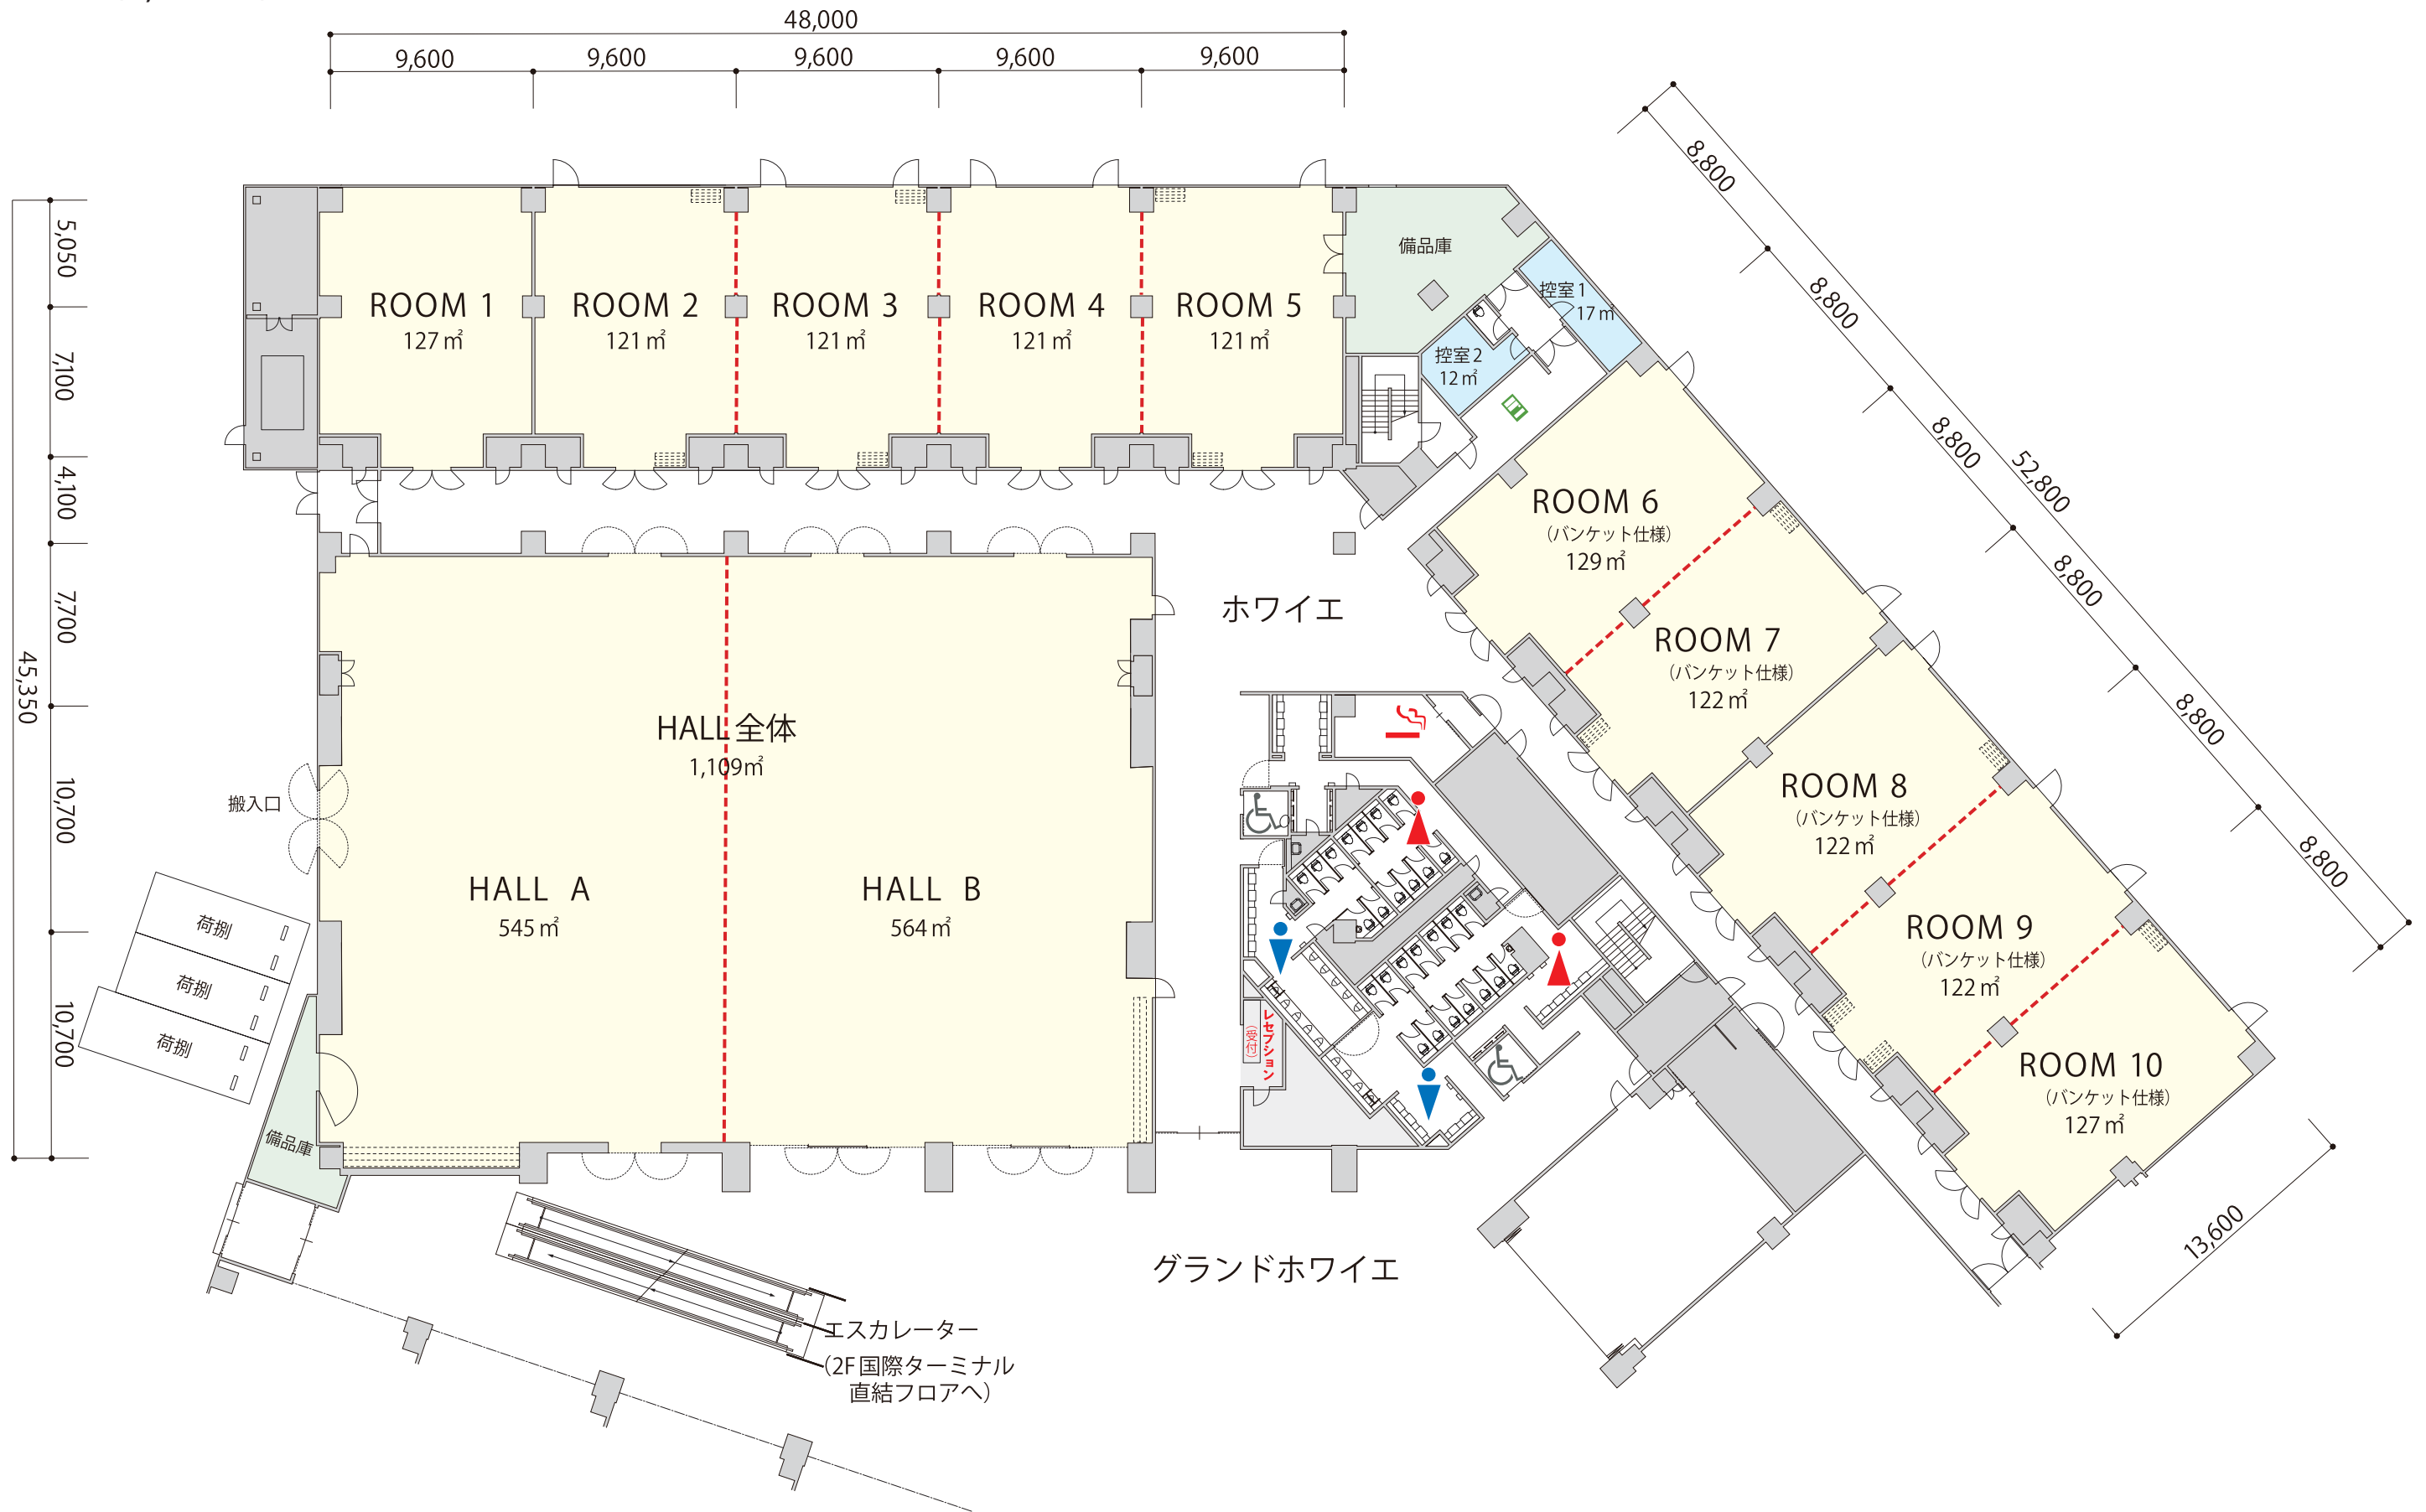 48,000
9,600
9,600
9,600
9,600
9,600
8,800
8,800
8,800
8,800
8,800
8,800
52,800
13,600
5,050
7,100
4,100
7,700
10,700
10,700
45,350
ROOM 1
127㎡
ROOM 2
121㎡
ROOM 3
121㎡
ROOM 4
121㎡
ROOM 5
121㎡
備品庫
控室1
17㎡
控室2
12㎡
ROOM 6
(バンケット仕様)
129㎡
ROOM 7
(バンケット仕様)
122㎡
ROOM 8
(バンケット仕様)
122㎡
ROOM 9
(バンケット仕様)
122㎡
ROOM 10
(バンケット仕様)
127㎡
ホワイエ
HALL 全体
1,109㎡
HALL A
545㎡
HALL B
564㎡
搬入口
荷捌
荷捌
荷捌
備品庫
レセプション
(受付)
グランドホワイエ
エスカレーター
(2F国際ターミナル
直結フロアへ)